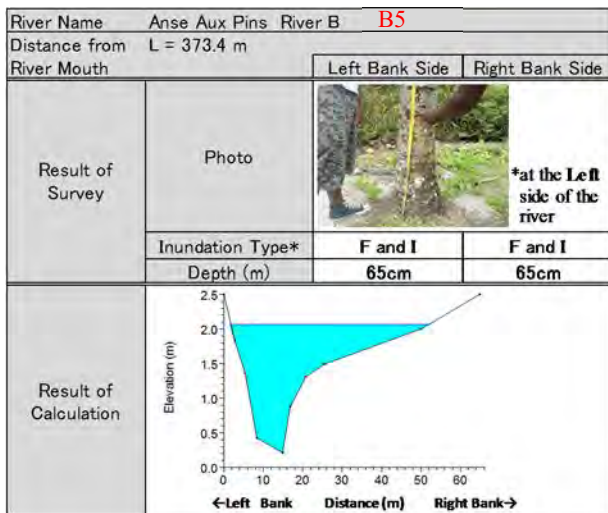 River Name Anse Aux Pins River B B5
Distance from L = 373.4 m
River Mouth Left Bank Side Right Bank Side
Result of Survey
Photo
*at the Left side of the river
Inundation Type* F and I F and I
Depth (m) 65cm 65cm
Result of Calculation
Elevation (m)
2.5
2.0
1.5
1.0
0.5
0.0
0 10 20 30 40 50 60
←Left Bank Distance (m) Right Bank→